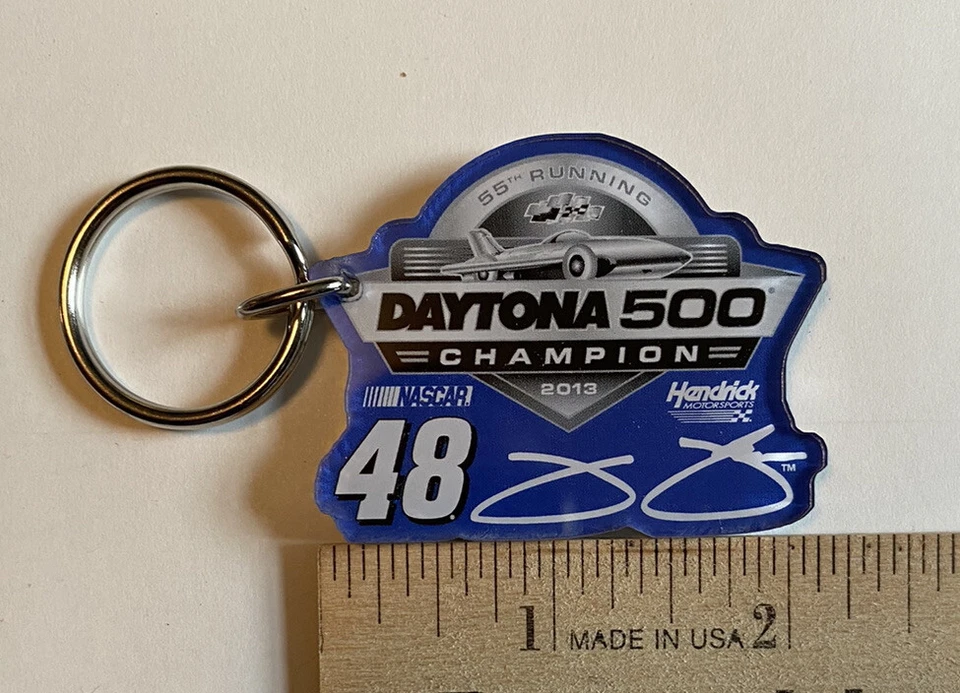 55TH RUNNING
DAYTONA 500
CHAMPION
2013
NASCAR
Hendrick
MOTORSPORTS
48
TM
1 MADE IN USA 2